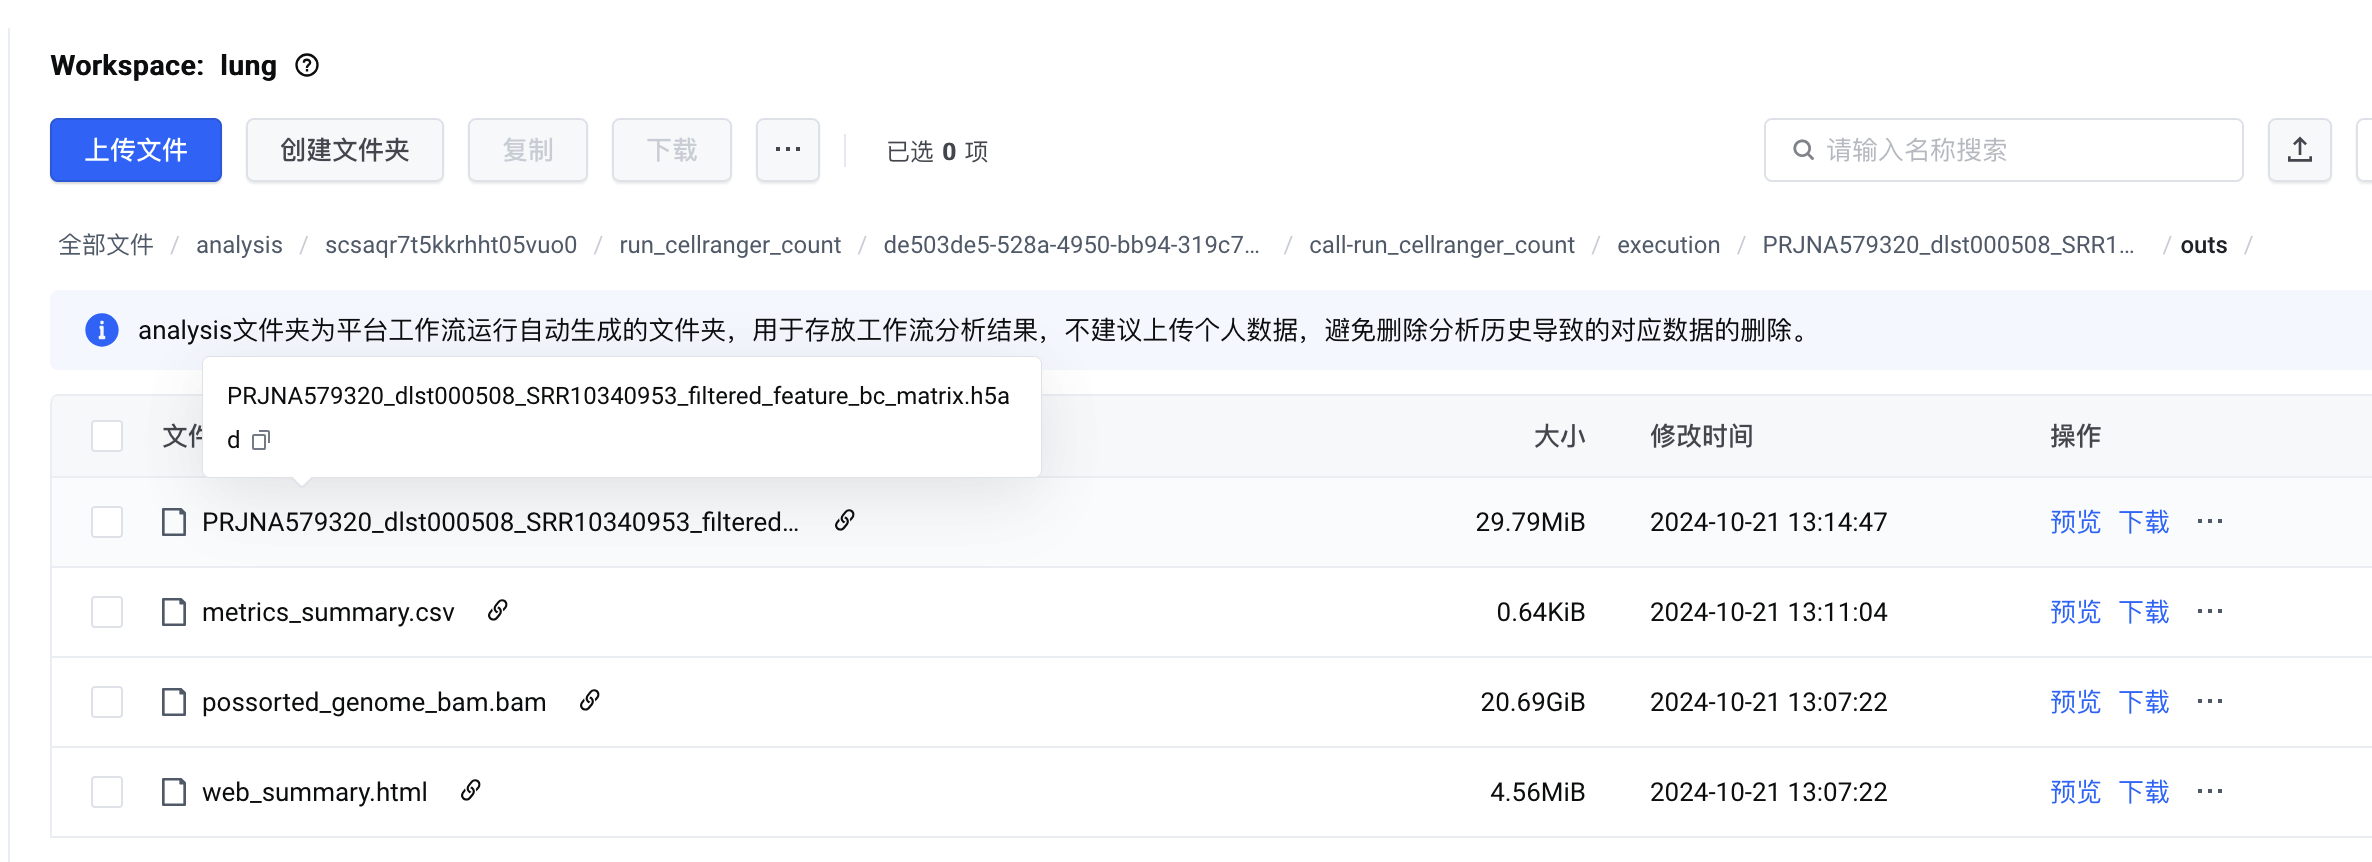 Workspace: lung
上传文件 创建文件夹 复制 下载 ··· 已选 0 项 请输入名称搜索
全部文件 / analysis / scsaqr7t5kkrhht05vuo0 / run_cellranger_count / de503de5-528a-4950-bb94-319c7... / call-run_cellranger_count / execution / PRJNA579320_dlst000508_SRR1... / outs /
analysis文件夹为平台工作流运行自动生成的文件夹，用于存放工作流分析结果，不建议上传个人数据，避免删除分析历史导致的对应数据的删除。
PRJNA579320_dlst000508_SRR10340953_filtered_feature_bc_matrix.h5a
d
文件 大小 修改时间 操作
PRJNA579320_dlst000508_SRR10340953_filtered... 29.79MiB 2024-10-21 13:14:47 预览 下载 ···
metrics_summary.csv 0.64KiB 2024-10-21 13:11:04 预览 下载 ···
possorted_genome_bam.bam 20.69GiB 2024-10-21 13:07:22 预览 下载 ···
web_summary.html 4.56MiB 2024-10-21 13:07:22 预览 下载 ···